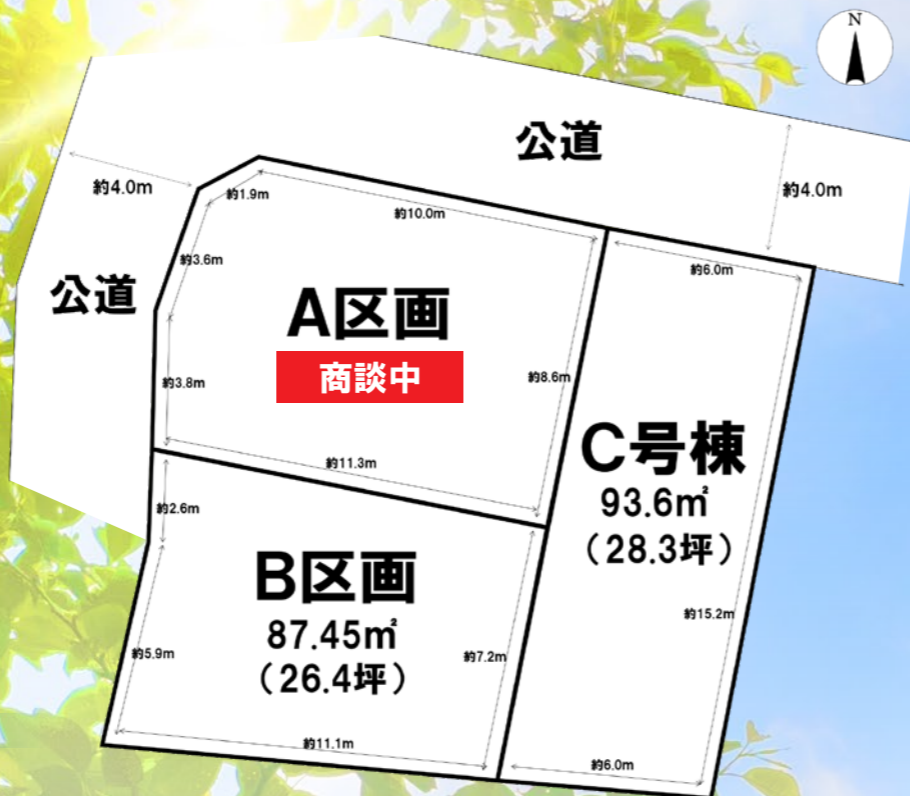 N
公道
約4.0m
約4.0m
公道
約1.9m
約10.0m
約3.6m
約3.8m
A区画
商談中
約8.6m
約11.3m
約6.0m
C号棟
93.6㎡
（28.3坪）
約15.2m
約6.0m
約2.6m
B区画
87.45㎡
（26.4坪）
約5.9m
約7.2m
約11.1m